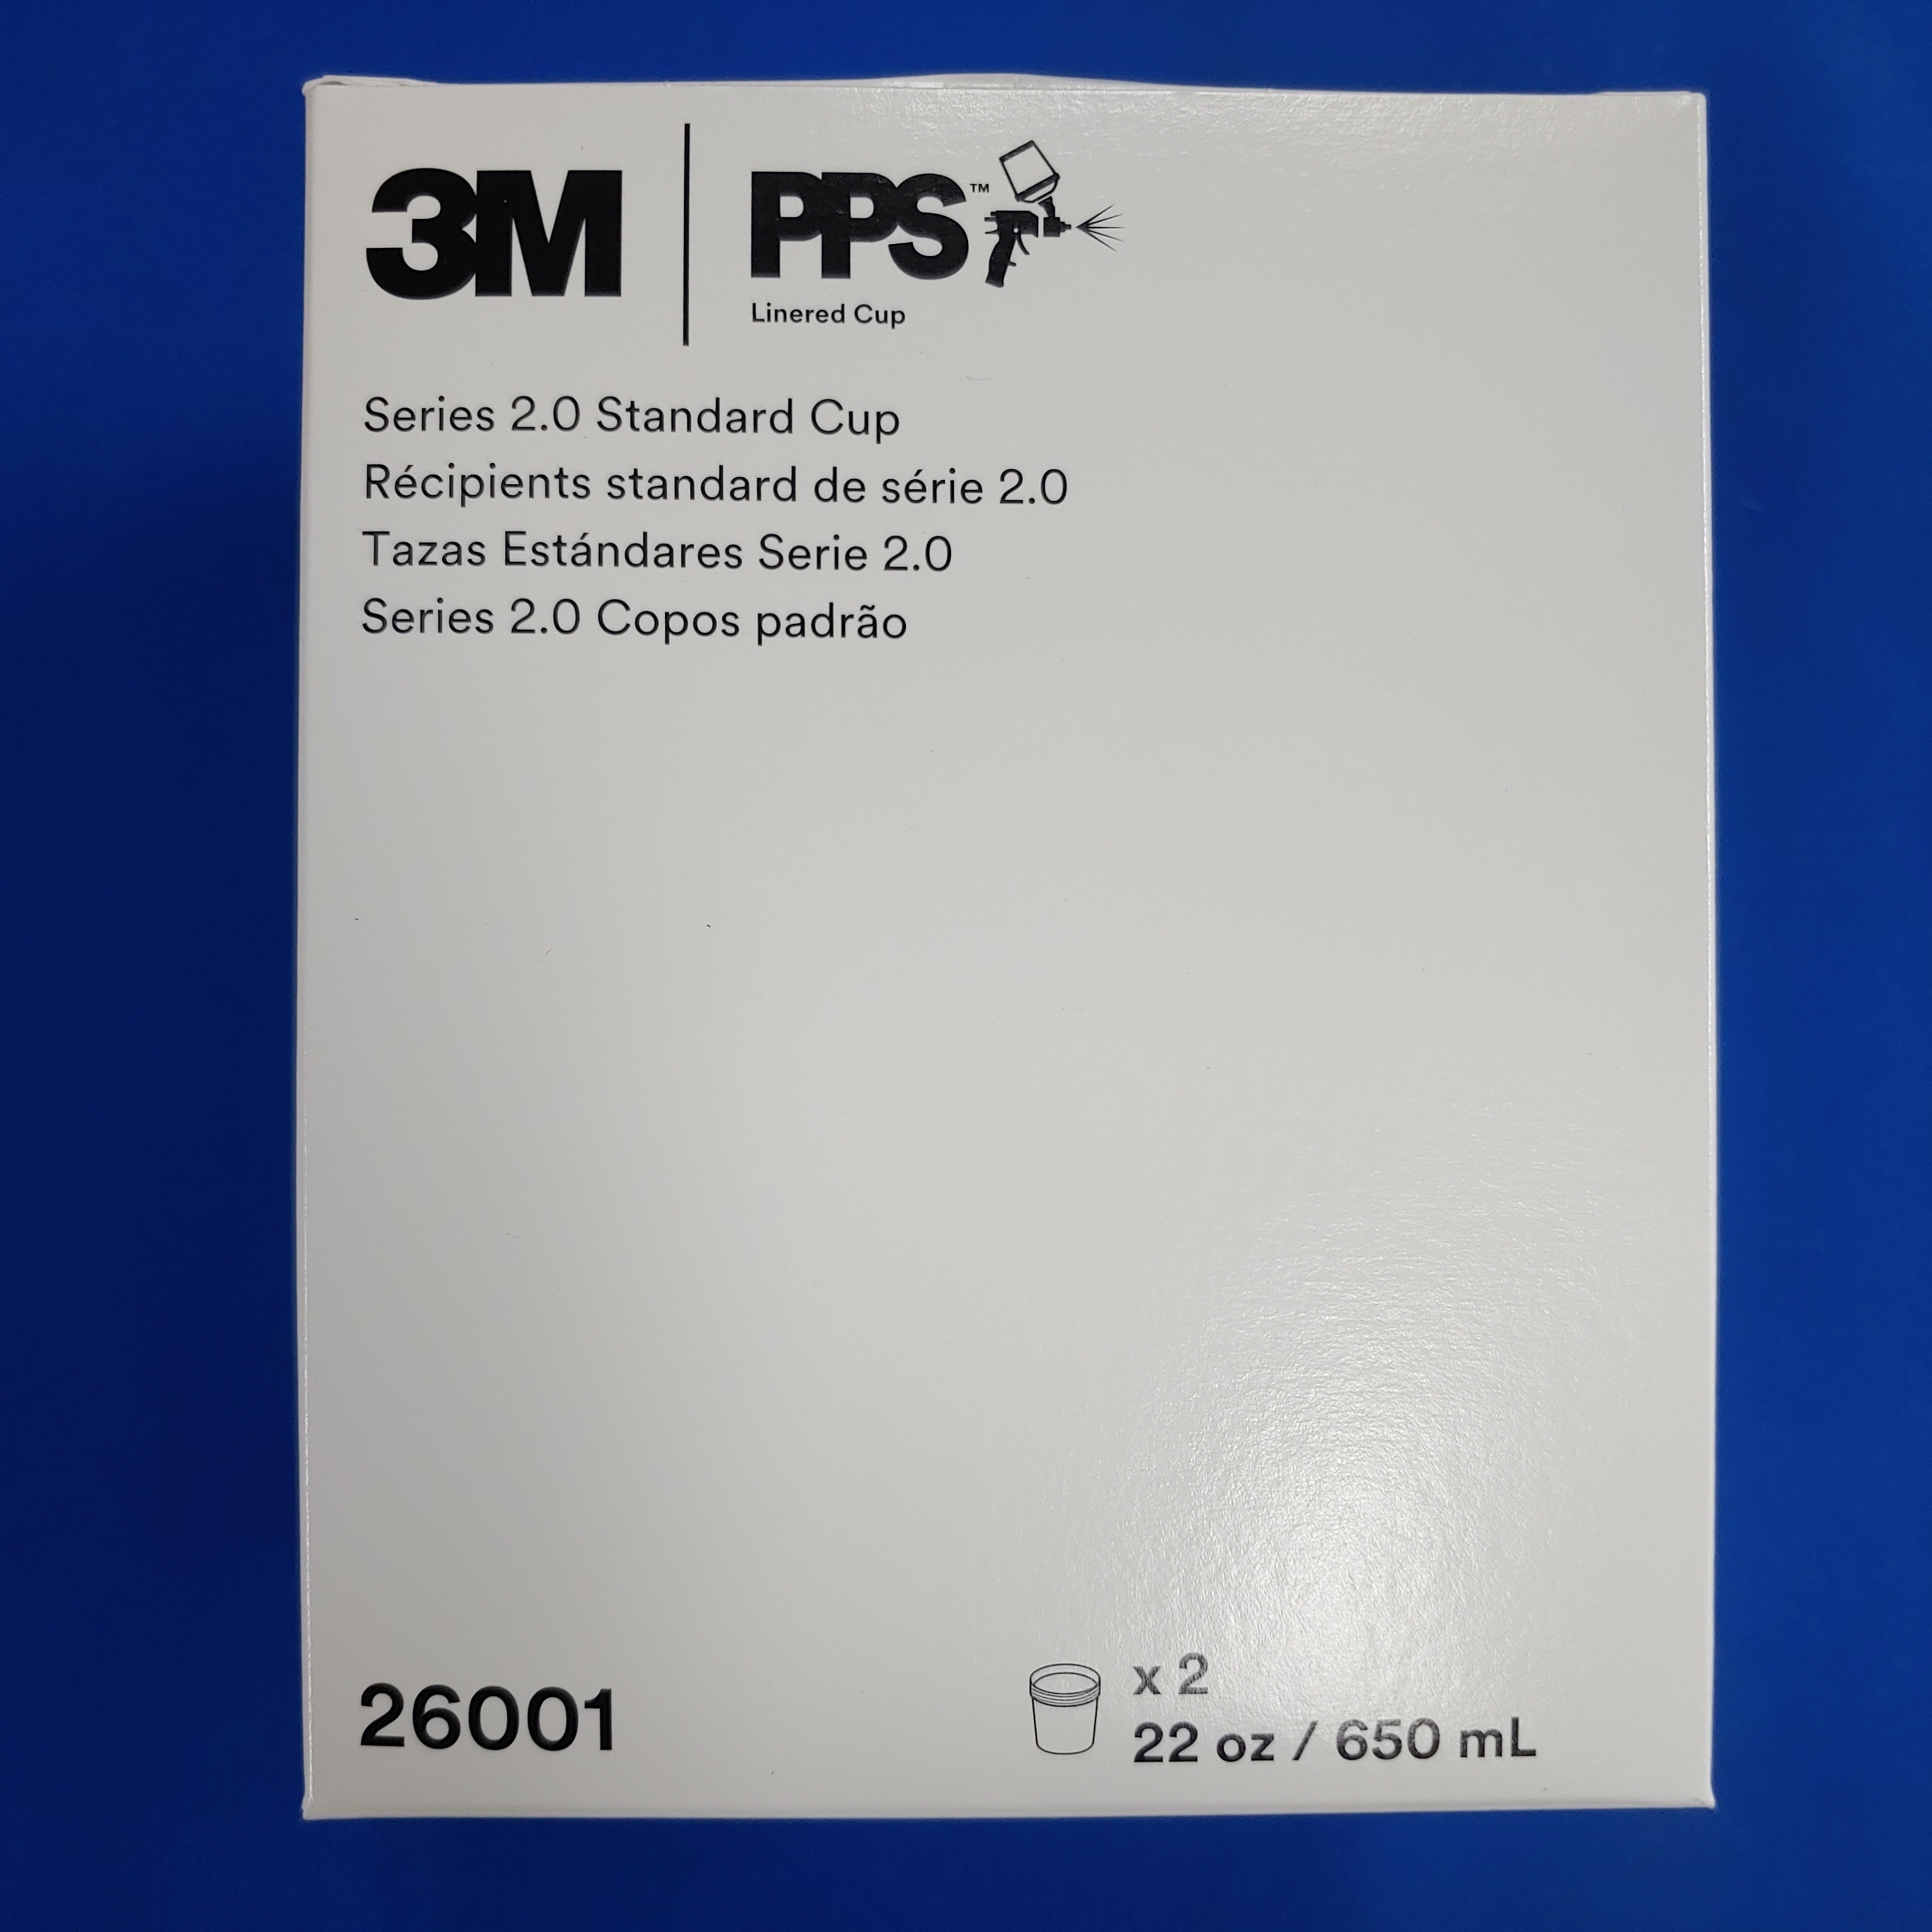 3M PPS™
Linered Cup
Series 2.0 Standard Cup
Récipients standard de série 2.0
Tazas Estándares Serie 2.0
Series 2.0 Copos padrão
26001
x 2
22 oz / 650 mL